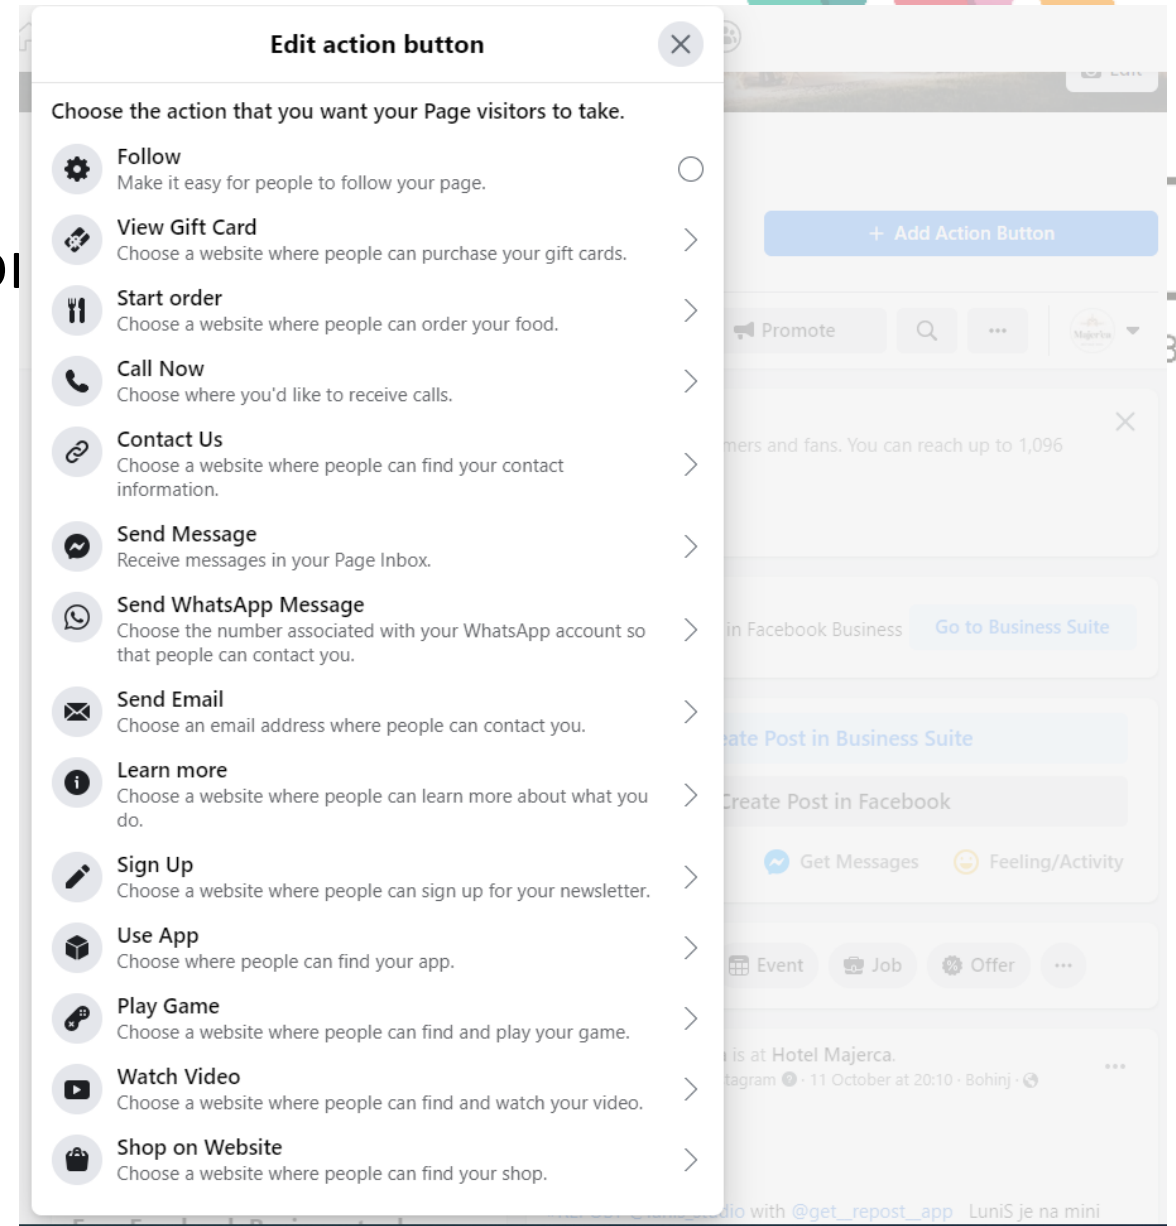 Edit action button
Choose the action that you want your Page visitors to take.
Follow
Make it easy for people to follow your page.
View Gift Card
Choose a website where people can purchase your gift cards.
Start order
Choose a website where people can order your food.
Call Now
Choose where you'd like to receive calls.
Contact Us
Choose a website where people can find your contact
information.
Send Message
Receive messages in your Page Inbox.
Send WhatsApp Message
Choose the number associated with your WhatsApp account so
that people can contact you.
Send Email
Choose an email address where people can contact you.
Learn more
Choose a website where people can learn more about what you
do.
Sign Up
Choose a website where people can sign up for your newsletter.
Use App
Choose where people can find your app.
Play Game
Choose a website where people can find and play your game.
Watch Video
Choose a website where people can find and watch your video.
Shop on Website
Choose a website where people can find your shop.
Edit
+ Add Action Button
Promote
and fans. You can reach up to 1,096
in Facebook Business
Go to Business Suite
Post in Business Suite
Create Post in Facebook
Get Messages
Feeling/Activity
Event
Job
Offer
is at Hotel Majerca.
11 October at 20:10 · Bohinj ·
with @get_repost_app LuniS je na mini